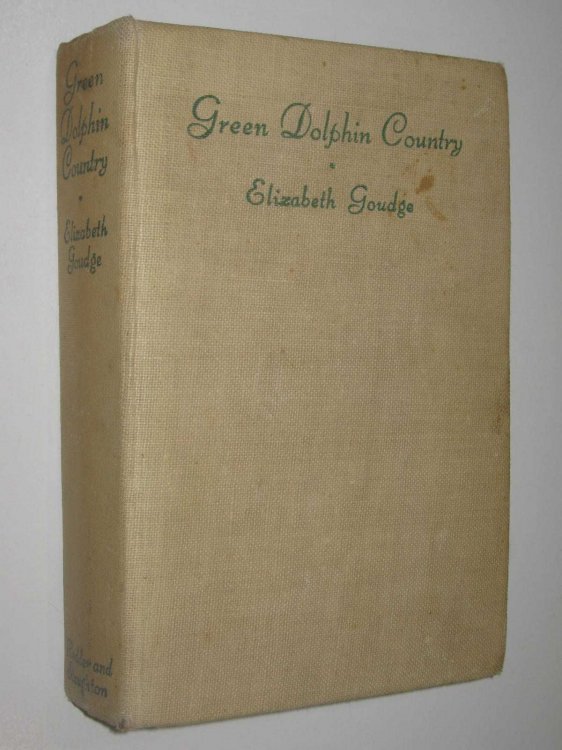 Green
Dolphin
Country
Elizabeth
Goudge
Hodder and
Stoughton
Green Dolphin Country
Elizabeth Goudge